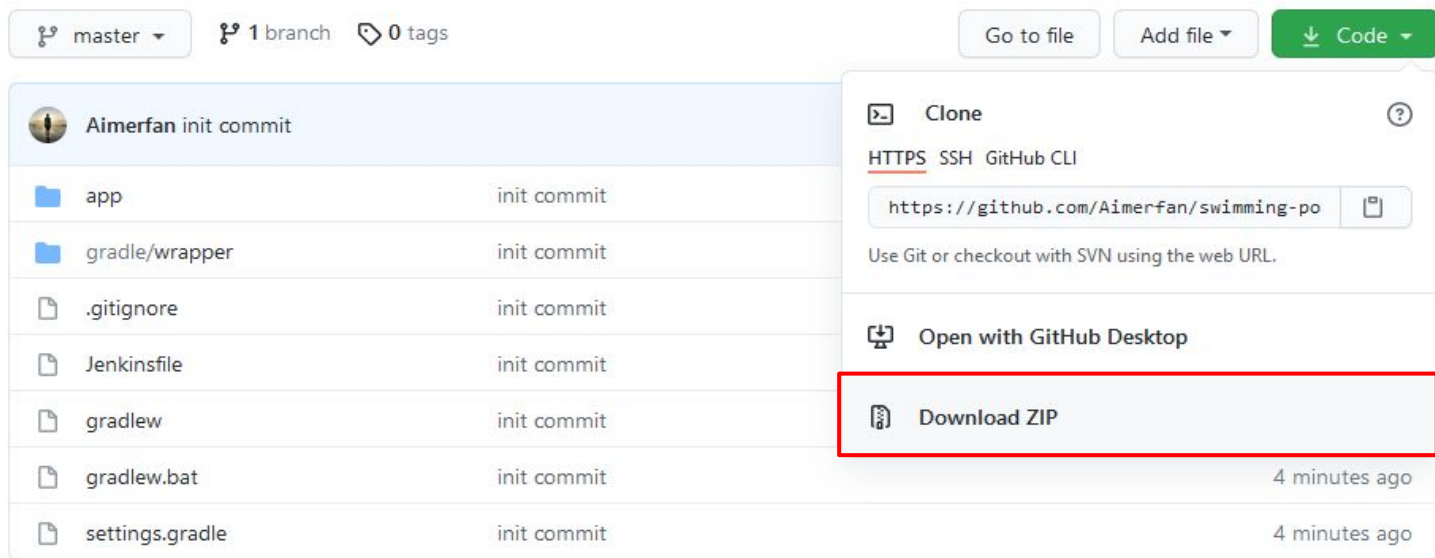 master 1 branch 0 tags Go to file Add file Code
Aimerfan init commit
Clone
HTTPS SSH GitHub CLI
https://github.com/Aimerfan/swimming-po
Use Git or checkout with SVN using the web URL.
Open with GitHub Desktop
Download ZIP
app init commit
gradle/wrapper init commit
.gitignore init commit
Jenkinsfile init commit
gradlew init commit
gradlew.bat init commit 4 minutes ago
settings.gradle init commit 4 minutes ago